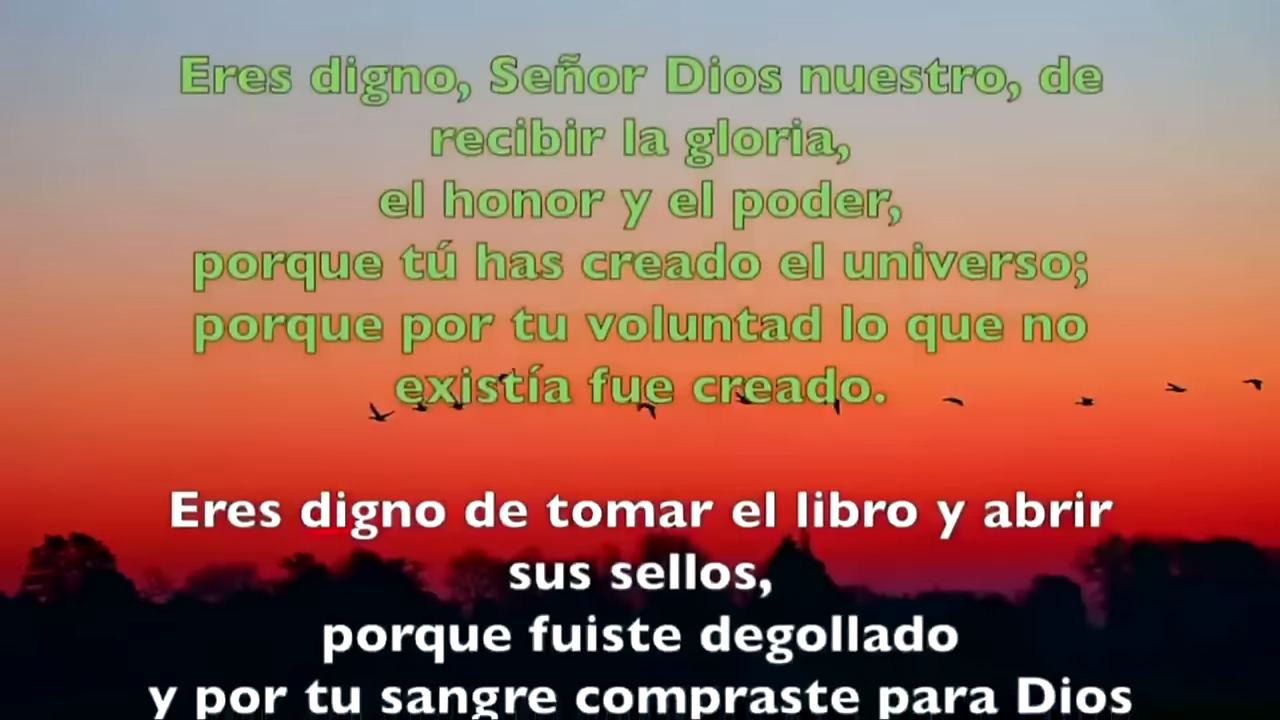 Eres digno, Señor Dios nuestro, de
recibir la gloria,
el honor y el poder,
porque tú has creado el universo;
porque por tu voluntad lo que no
existía fue creado.
Eres digno de tomar el libro y abrir
sus sellos,
porque fuiste degollado
y por tu sangre compraste para Dios